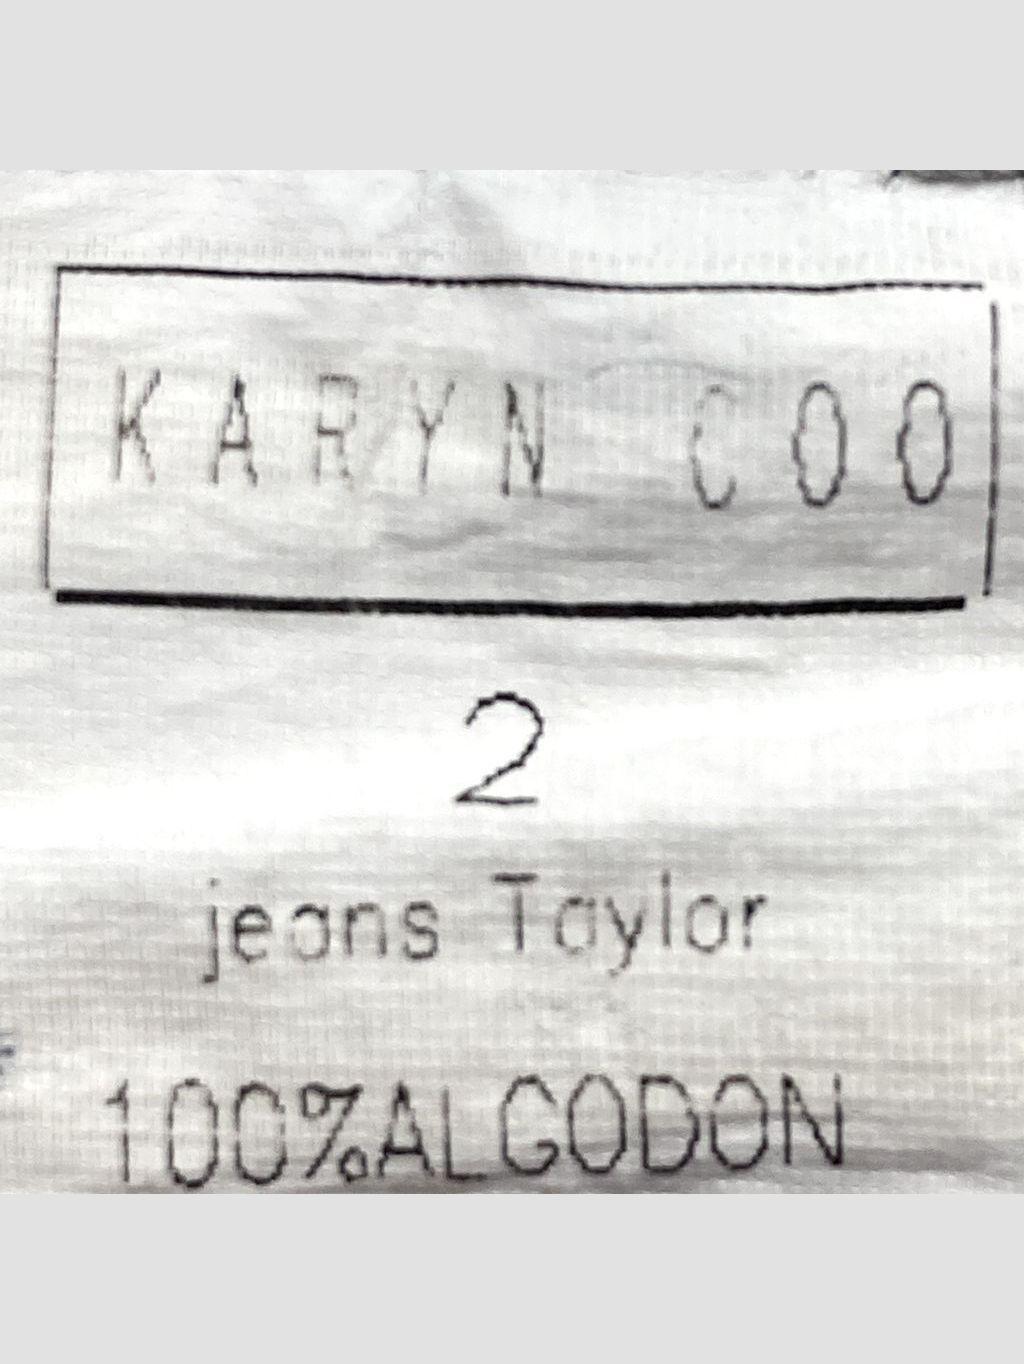 KARYN COO
2
jeans Taylor
100%ALGODON